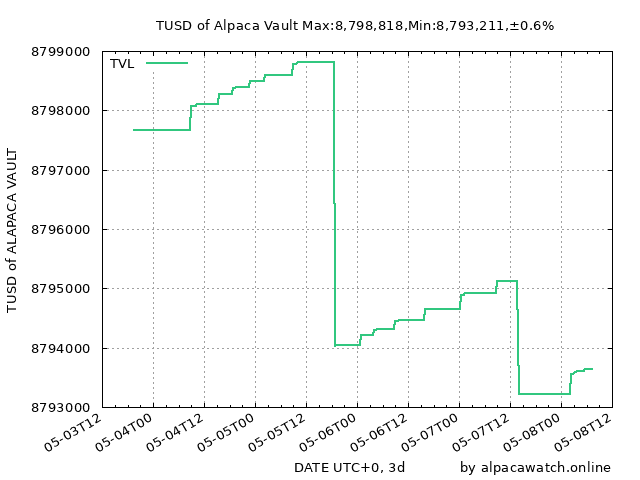 TUSD of Alpaca Vault Max:8,798,818,Min:8,793,211,±0.6%
TVL
8799000
8798000
8797000
8796000
8795000
8794000
8793000
TUSD of ALAPACA VAULT
05-03T12
05-04T00
05-04T12
05-05T00
05-05T12
05-06T00
05-06T12
05-07T00
05-07T12
05-08T00
05-08T12
DATE UTC+0, 3d
by alpacawatch.online